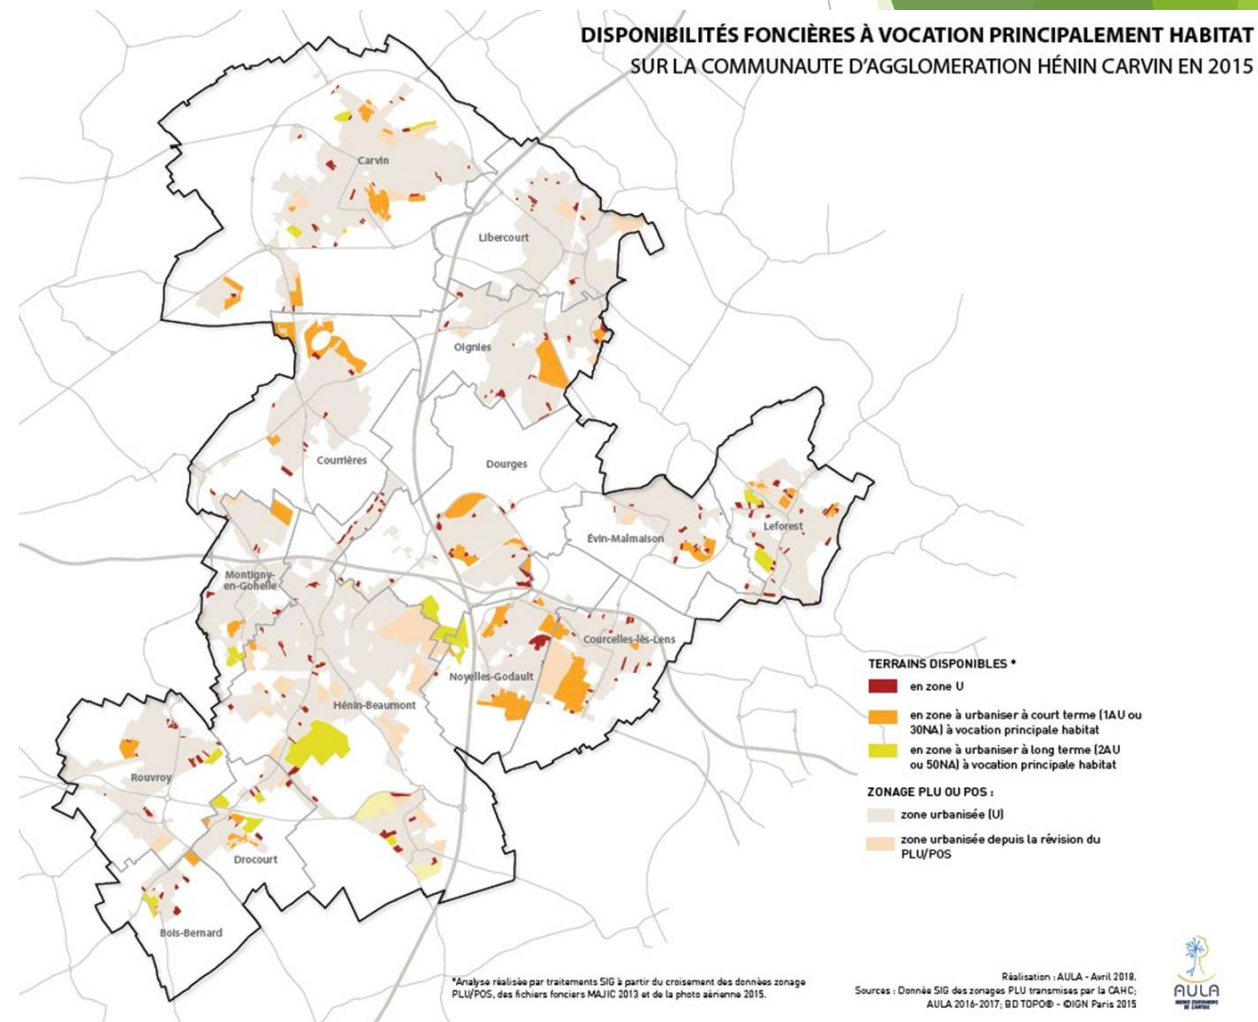 DISPONIBILITÉS FONCIÈRES À VOCATION PRINCIPALEMENT HABITAT
SUR LA COMMUNAUTE D'AGGLOMERATION HÉNIN CARVIN EN 2015
Carvin
Libercourt
Oignies
Courrières
Dourges
Évin-Malmaison
Leforest
Montigny-
en-Gohelle
Courcelles-lès-Lens
Noyelles-Godault
Hénin-Beaumont
Rouvroy
Drocourt
Bois-Bernard
TERRAINS DISPONIBLES *
en zone U
en zone à urbaniser à court terme (1AU ou
30NA) à vocation principale habitat
en zone à urbaniser à long terme (2AU
ou 50NA) à vocation principale habitat
ZONAGE PLU OU POS :
zone urbanisée (U)
zone urbanisée depuis la révision du
PLU/POS
*Analyse réalisée par traitements SIG à partir du croisement des données zonage
PLU/POS, des fichiers fonciers MAJIC 2013 et de la photo aérienne 2015.
Réalisation : AULA - Avril 2018.
Sources : Donnée SIG des zonages PLU transmises par la CAHC;
AULA 2016-2017; BD TOPO® - ©IGN Paris 2015
AULA
AGENCE D'URBANISME
DE L'ARTOIS